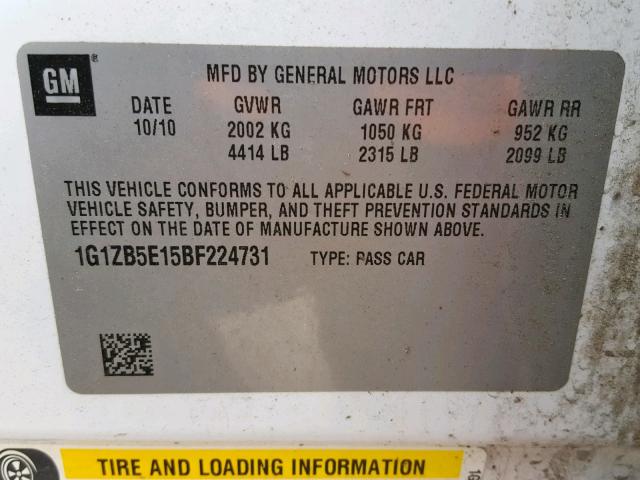 GM
®
MFD BY GENERAL MOTORS LLC
DATE GVWR GAWR FRT GAWR RR
10/10 2002 KG 1050 KG 952 KG
4414 LB 2315 LB 2099 LB
THIS VEHICLE CONFORMS TO ALL APPLICABLE U.S. FEDERAL MOTOR
VEHICLE SAFETY, BUMPER, AND THEFT PREVENTION STANDARDS IN
EFFECT ON THE DATE OF MANUFACTURE SHOWN ABOVE.
1G1ZB5E15BF224731 TYPE: PASS CAR
TIRE AND LOADING INFORMATION